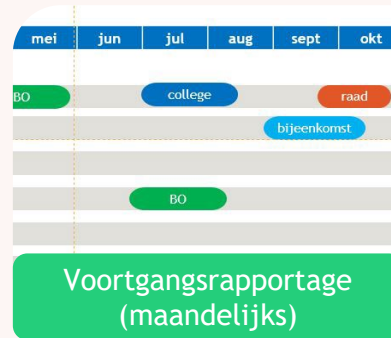 mei jun jul aug sept okt
BO college raad
bijeenkomst
BO
Voortgangsrapportage
(maandelijks)